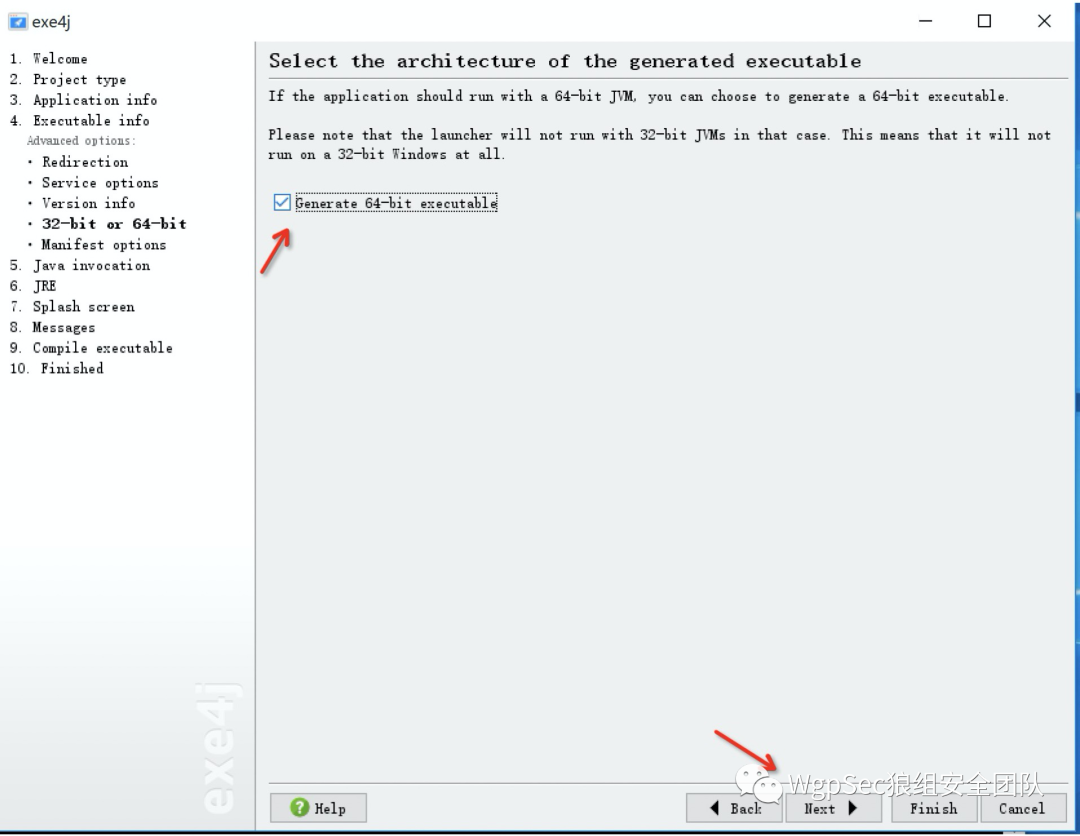 exe4j
1. Welcome
2. Project type
3. Application info
4. Executable info
Advanced options:
• Redirection
• Service options
• Version info
• 32-bit or 64-bit
• Manifest options
5. Java invocation
6. JRE
7. Splash screen
8. Messages
9. Compile executable
10. Finished
exe4j
Select the architecture of the generated executable
If the application should run with a 64-bit JVM, you can choose to generate a 64-bit executable.
Please note that the launcher will not run with 32-bit JVMs in that case. This means that it will not
run on a 32-bit Windows at all.
Generate 64-bit executable
WgpSec狼组安全团队
Help
Back
Next
Finish
Cancel